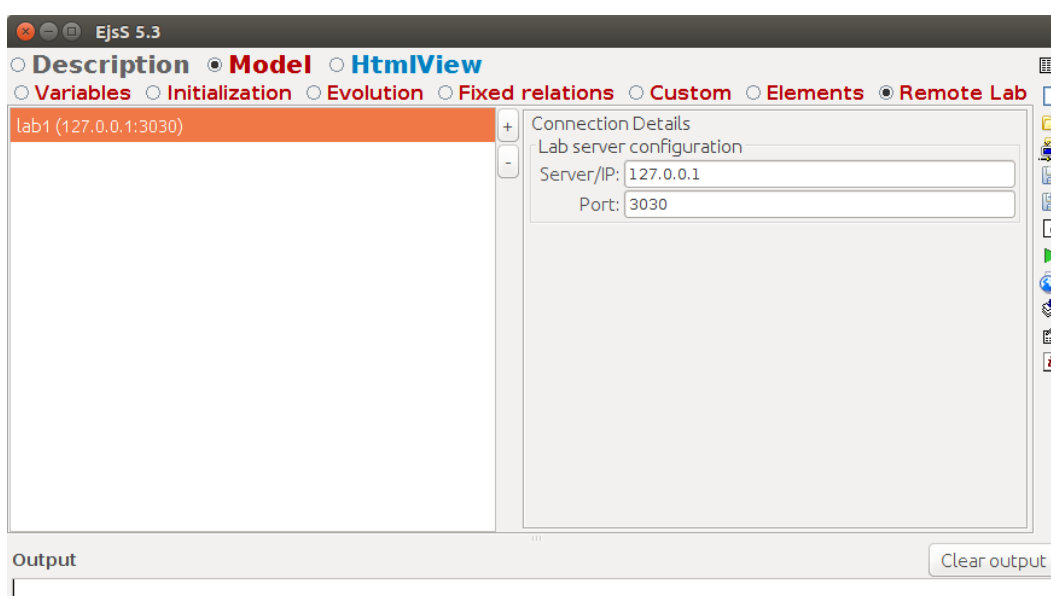 EjsS 5.3
Description Model HtmlView
Variables Initialization Evolution Fixed relations Custom Elements Remote Lab
lab1 (127.0.0.1:3030)
+
-
Connection Details
Lab server configuration
Server/IP: 127.0.0.1
Port: 3030
Output
Clear output